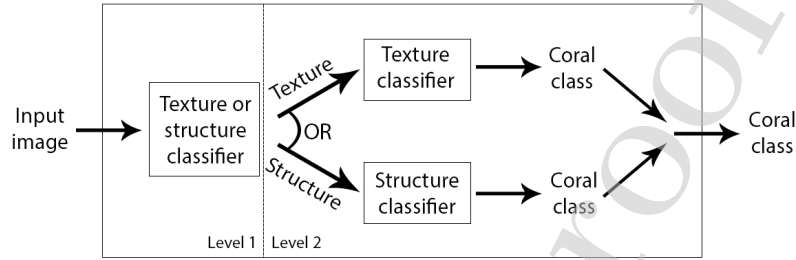 Input
image
Texture or
structure
classifier
Texture
OR
Structure
Texture
classifier
Structure
classifier
Coral
class
Coral
class
Coral
class
Level 1
Level 2
roo